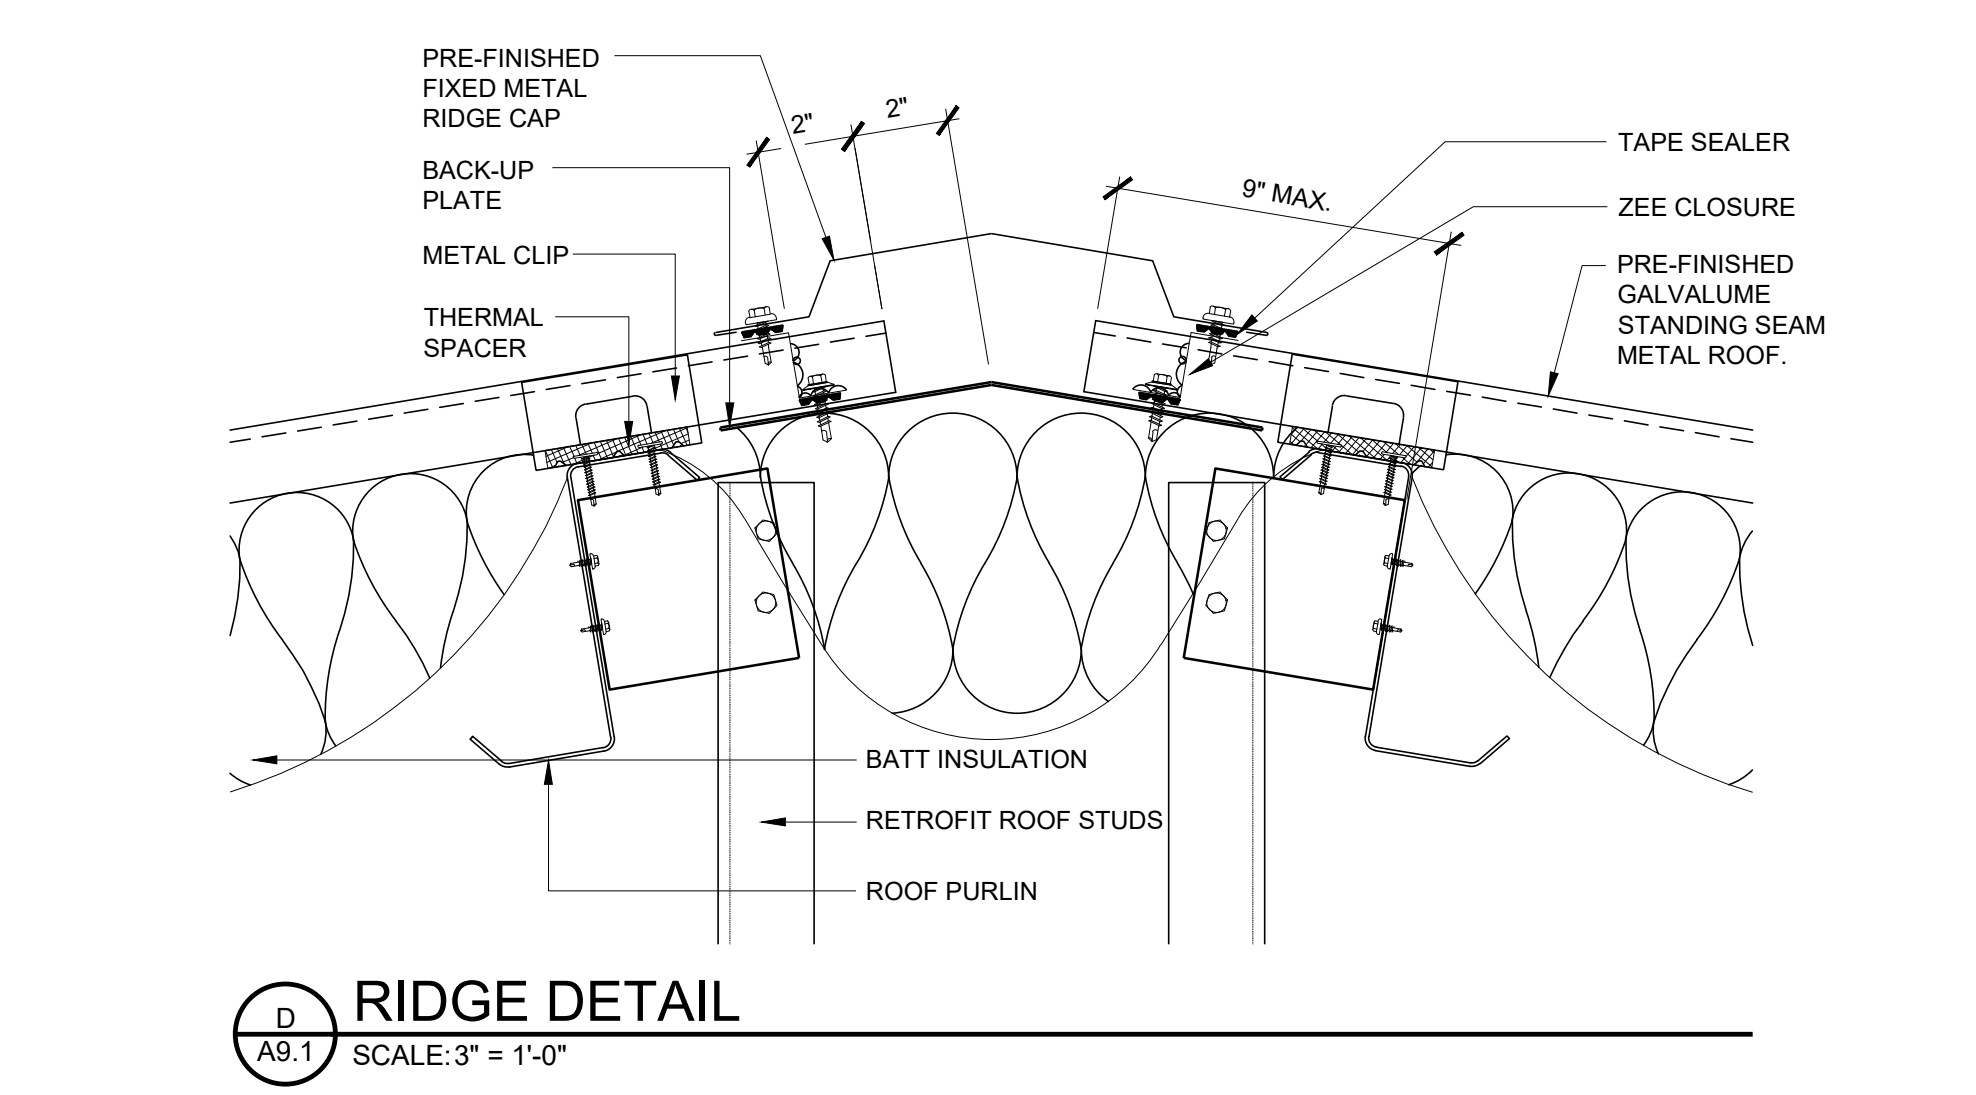 PRE-FINISHED
FIXED METAL
RIDGE CAP
2"
2"
BACK-UP
PLATE
METAL CLIP
THERMAL
SPACER
9" MAX.
TAPE SEALER
ZEE CLOSURE
PRE-FINISHED
GALVALUME
STANDING SEAM
METAL ROOF.
BATT INSULATION
RETROFIT ROOF STUDS
ROOF PURLIN
D
A9.1
RIDGE DETAIL
SCALE: 3" = 1'-0"